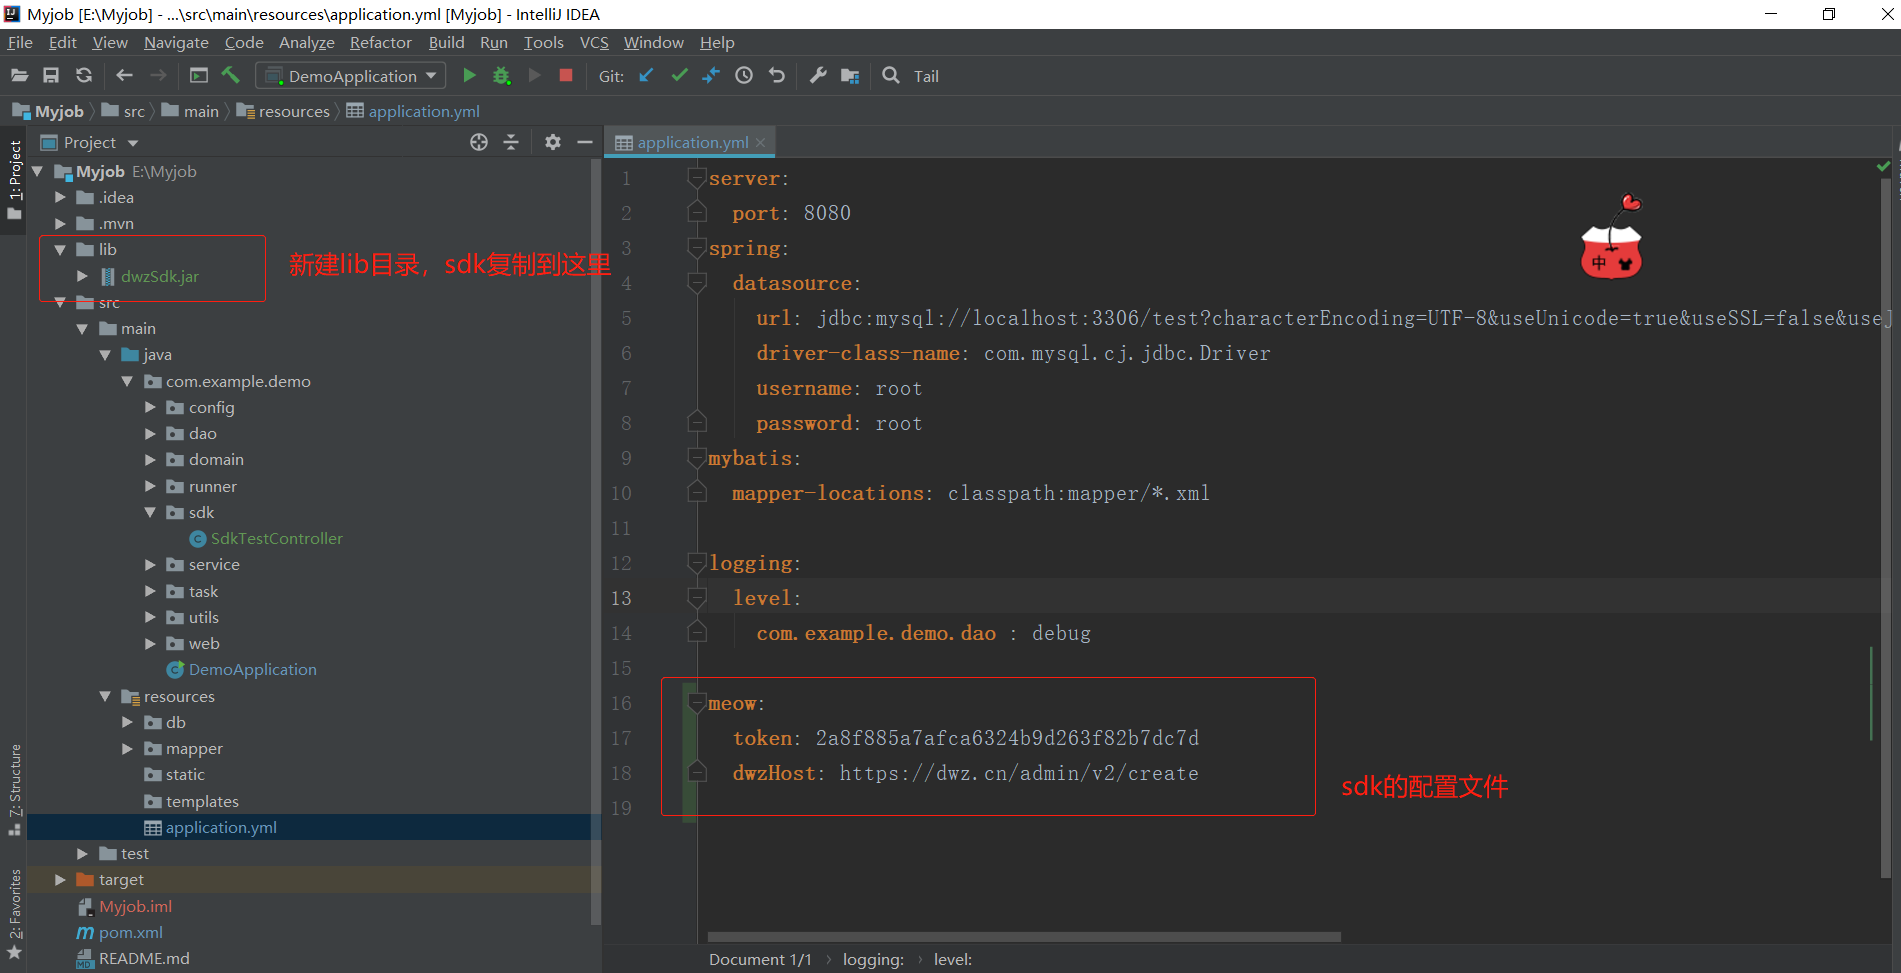 Myjob [E:\Myjob] - ...\src\main\resources\application.yml [Myjob] - IntelliJ IDEA
File Edit View Navigate Code Analyze Refactor Build Run Tools VCS Window Help
DemoApplication Git: Tail
Myjob src main resources application.yml
Project
application.yml
1: Project
Myjob E:\Myjob
.idea
.mvn
lib
dwzSdk.jar
新建lib目录，sdk复制到这里
src
main
java
com.example.demo
config
dao
domain
runner
sdk
SdkTestController
service
task
utils
web
DemoApplication
resources
db
mapper
static
templates
application.yml
test
target
Myjob.iml
pom.xml
README.md
7: Structure
2: Favorites
1 server:
2 port: 8080
3 spring:
4 datasource:
5 url: jdbc:mysql://localhost:3306/test?characterEncoding=UTF-8&useUnicode=true&useSSL=false&useJ
6 driver-class-name: com.mysql.cj.jdbc.Driver
7 username: root
8 password: root
9 mybatis:
10 mapper-locations: classpath:mapper/*.xml
11
12 logging:
13 level:
14 com.example.demo.dao : debug
15
16 meow:
17 token: 2a8f885a7afca6324b9d263f82b7dc7d
18 dwzHost: https://dwz.cn/admin/v2/create
19
sdk的配置文件
中
Document 1/1 logging: level: